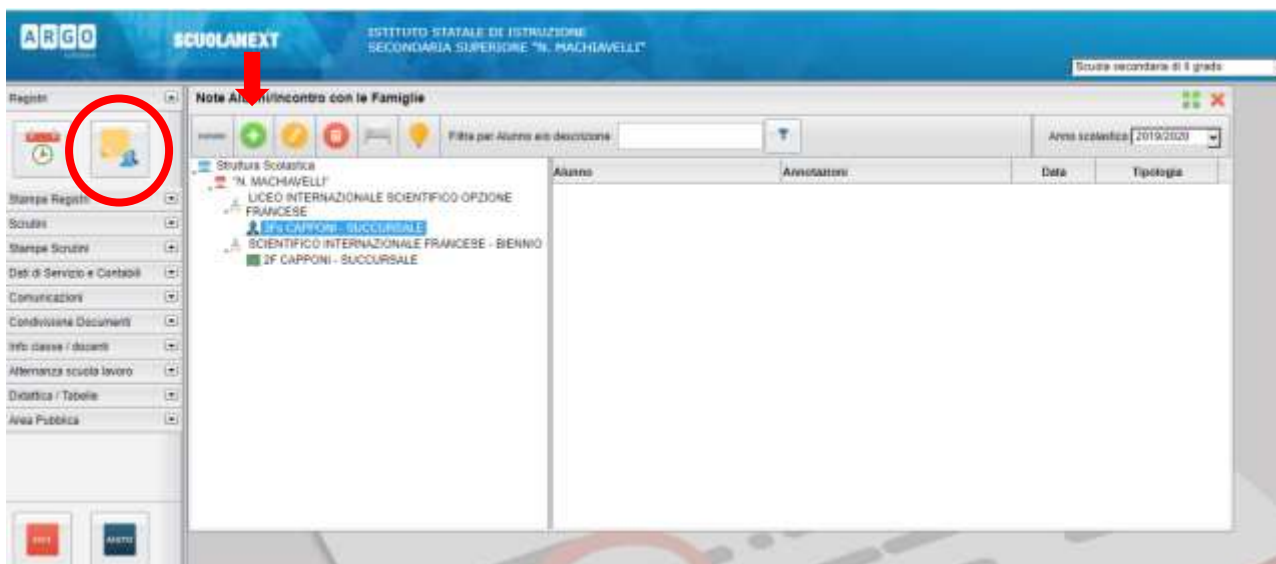 ARGO
SCUOLANEXT
ISTITUTO STATALE DI ISTRUZIONE
SECONDARIA SUPERIORE "N. MACHIAVELLI"
Scuola secondaria di II grado
Registri
Note Alunni/Incontro con le Famiglie
Filtra per Alunno e/o descrizione
Anno scolastico 2019/2020
Struttura Scolastica
"N. MACHIAVELLI"
LICEO INTERNAZIONALE SCIENTIFICO OPZIONE
FRANCESE
CAPPONI - SUCCURSALE
SCIENTIFICO INTERNAZIONALE FRANCESE - BIENNIO
2F CAPPONI - SUCCURSALE
Alunno
Annotazioni
Data
Tipologia
Stampe Registri
Scrutini
Stampe Scrutini
Dati di Servizio e Contabili
Comunicazioni
Condivisione Documenti
Info classe / docenti
Alternanza scuola lavoro
Didattica / Tabelle
Area Pubblica